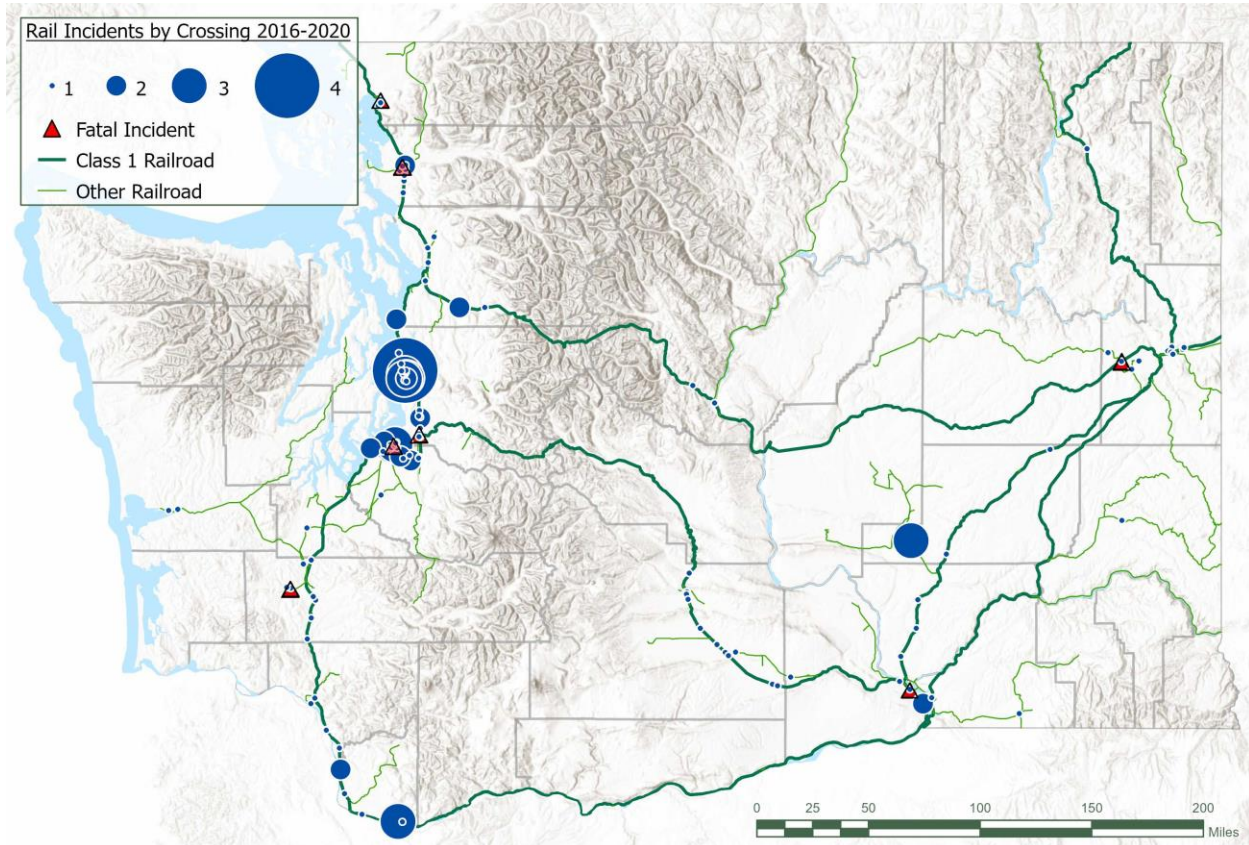 Rail Incidents by Crossing 2016-2020
1 2 3 4
Fatal Incident
Class 1 Railroad
Other Railroad
0 25 50 100 150 200
Miles